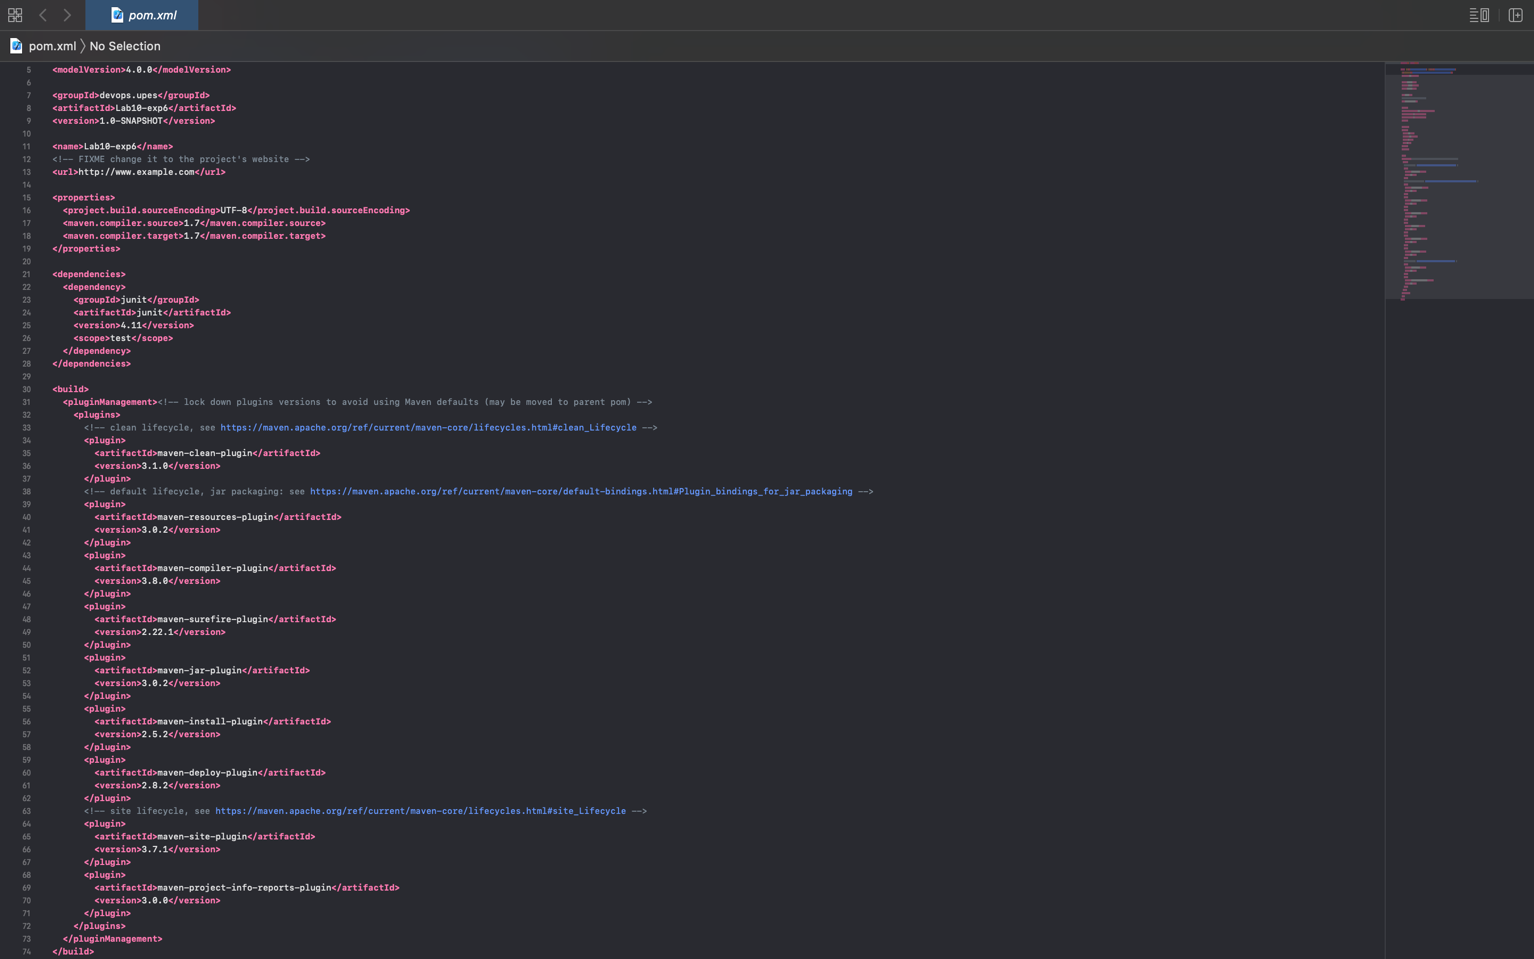 pom.xml
pom.xml 〉 No Selection
5 <modelVersion>4.0.0</modelVersion>
6
7 <groupId>devops.upes</groupId>
8 <artifactId>Lab10-exp6</artifactId>
9 <version>1.0-SNAPSHOT</version>
10
11 <name>Lab10-exp6</name>
12 <!-- FIXME change it to the project's website -->
13 <url>http://www.example.com</url>
14
15 <properties>
16 <project.build.sourceEncoding>UTF-8</project.build.sourceEncoding>
17 <maven.compiler.source>1.7</maven.compiler.source>
18 <maven.compiler.target>1.7</maven.compiler.target>
19 </properties>
20
21 <dependencies>
22 <dependency>
23 <groupId>junit</groupId>
24 <artifactId>junit</artifactId>
25 <version>4.11</version>
26 <scope>test</scope>
27 </dependency>
28 </dependencies>
29
30 <build>
31 <pluginManagement><!-- lock down plugins versions to avoid using Maven defaults (may be moved to parent pom) -->
32 <plugins>
33 <!-- clean lifecycle, see https://maven.apache.org/ref/current/maven-core/lifecycles.html#clean_Lifecycle -->
34 <plugin>
35 <artifactId>maven-clean-plugin</artifactId>
36 <version>3.1.0</version>
37 </plugin>
38 <!-- default lifecycle, jar packaging: see https://maven.apache.org/ref/current/maven-core/default-bindings.html#Plugin_bindings_for_jar_packaging -->
39 <plugin>
40 <artifactId>maven-resources-plugin</artifactId>
41 <version>3.0.2</version>
42 </plugin>
43 <plugin>
44 <artifactId>maven-compiler-plugin</artifactId>
45 <version>3.8.0</version>
46 </plugin>
47 <plugin>
48 <artifactId>maven-surefire-plugin</artifactId>
49 <version>2.22.1</version>
50 </plugin>
51 <plugin>
52 <artifactId>maven-jar-plugin</artifactId>
53 <version>3.0.2</version>
54 </plugin>
55 <plugin>
56 <artifactId>maven-install-plugin</artifactId>
57 <version>2.5.2</version>
58 </plugin>
59 <plugin>
60 <artifactId>maven-deploy-plugin</artifactId>
61 <version>2.8.2</version>
62 </plugin>
63 <!-- site lifecycle, see https://maven.apache.org/ref/current/maven-core/lifecycles.html#site_Lifecycle -->
64 <plugin>
65 <artifactId>maven-site-plugin</artifactId>
66 <version>3.7.1</version>
67 </plugin>
68 <plugin>
69 <artifactId>maven-project-info-reports-plugin</artifactId>
70 <version>3.0.0</version>
71 </plugin>
72 </plugins>
73 </pluginManagement>
74 </build>